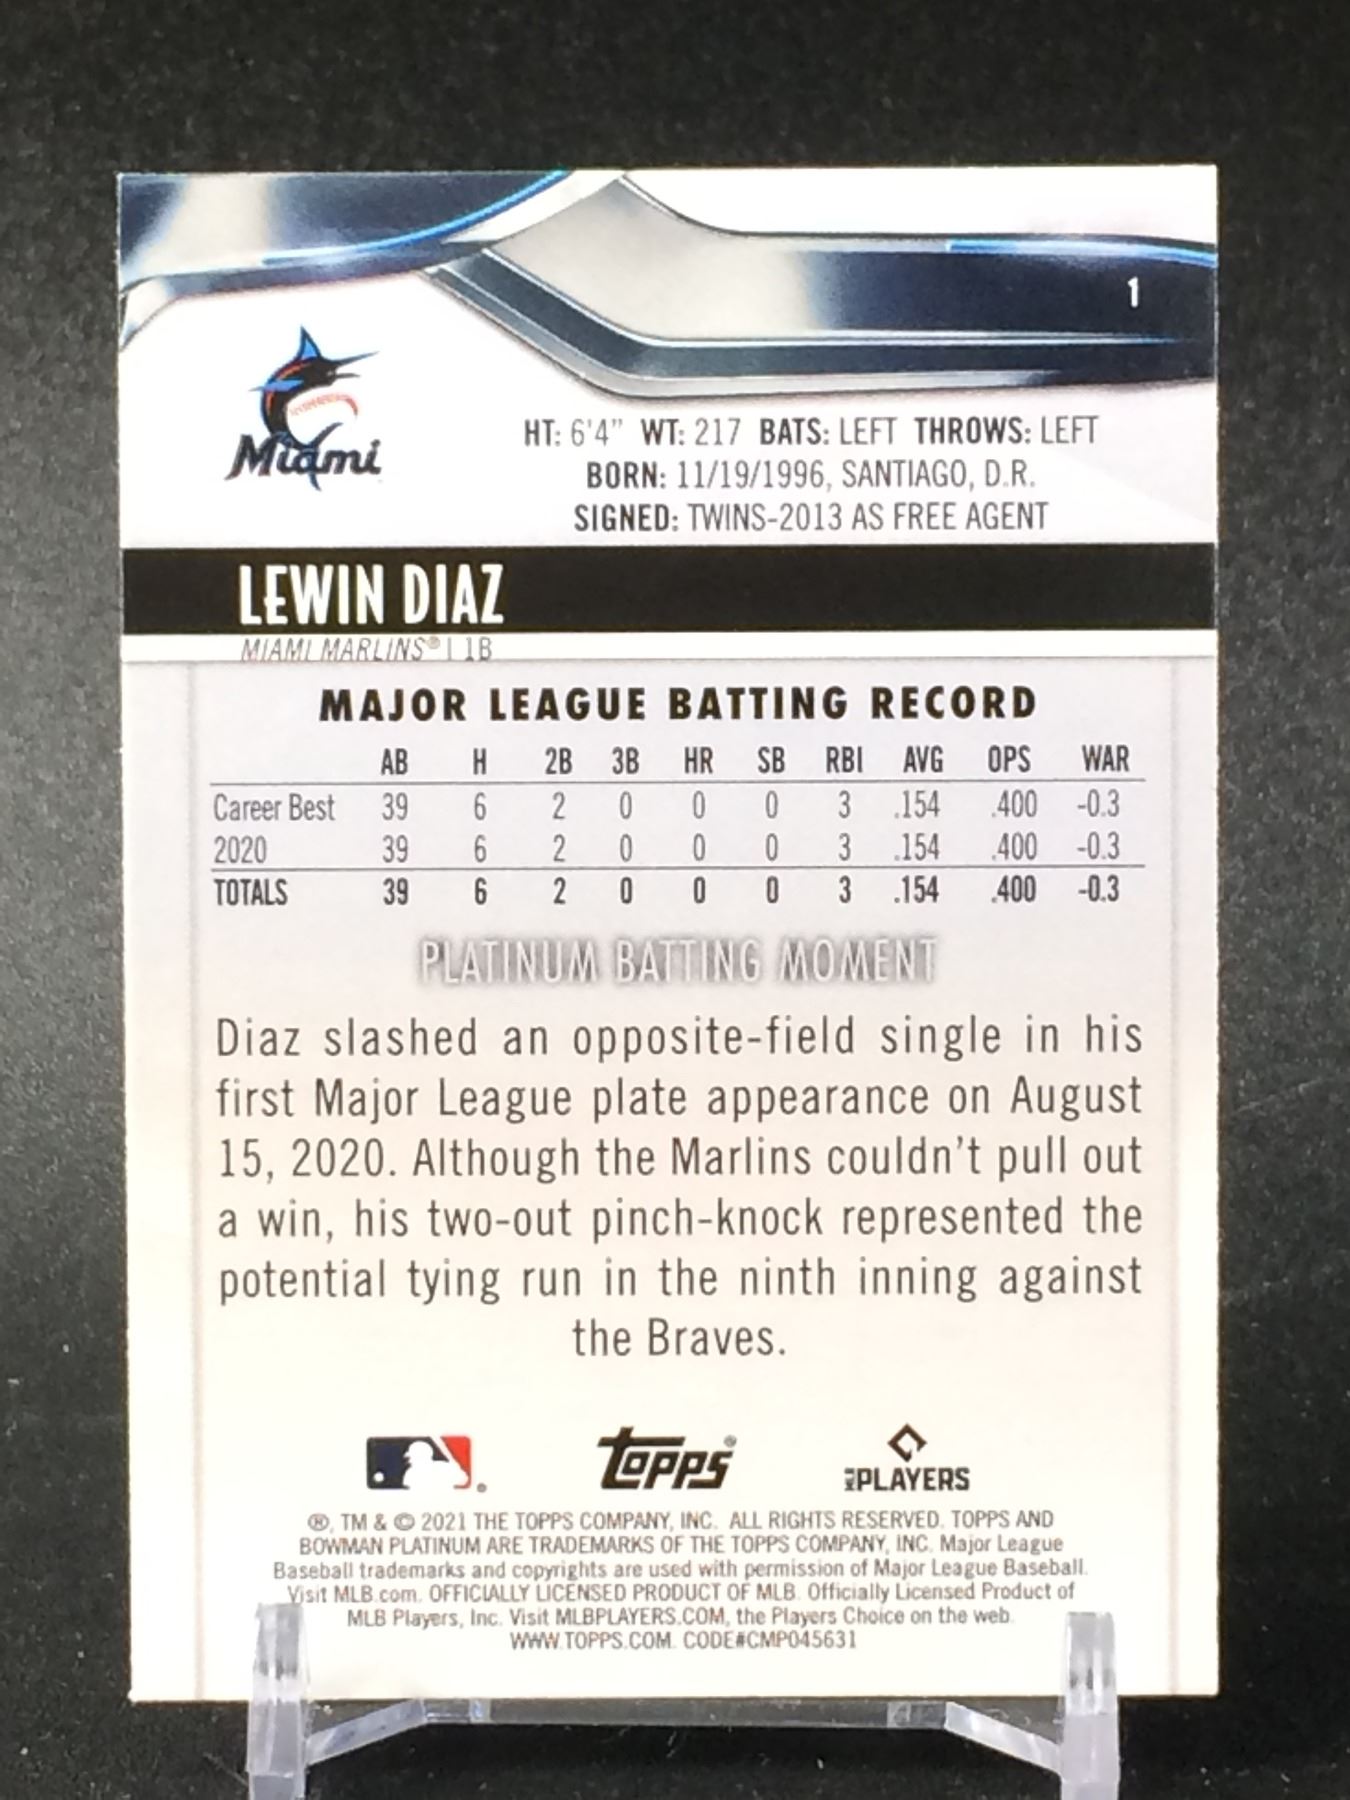 1
Miami
HT: 6'4" WT: 217 BATS: LEFT THROWS: LEFT
BORN: 11/19/1996, SANTIAGO, D.R.
SIGNED: TWINS-2013 AS FREE AGENT
LEWIN DIAZ
MIAMI MARLINS® | 1B
MAJOR LEAGUE BATTING RECORD
AB H 2B 3B HR SB RBI AVG OPS WAR
Career Best 39 6 2 0 0 0 3 .154 .400 -0.3
2020 39 6 2 0 0 0 3 .154 .400 -0.3
TOTALS 39 6 2 0 0 0 3 .154 .400 -0.3
PLATINUM BATTING MOMENT
Diaz slashed an opposite-field single in his
first Major League plate appearance on August
15, 2020. Although the Marlins couldn't pull out
a win, his two-out pinch-knock represented the
potential tying run in the ninth inning against
the Braves.
Topps®
MLB PLAYERS
®, TM & © 2021 THE TOPPS COMPANY, INC. ALL RIGHTS RESERVED. TOPPS AND
BOWMAN PLATINUM ARE TRADEMARKS OF THE TOPPS COMPANY, INC. Major League
Baseball trademarks and copyrights are used with permission of Major League Baseball.
Visit MLB.com. OFFICIALLY LICENSED PRODUCT OF MLB. Officially Licensed Product of
MLB Players, Inc. Visit MLBPLAYERS.COM, the Players Choice on the web.
WWW.TOPPS.COM. CODE#CMP045631